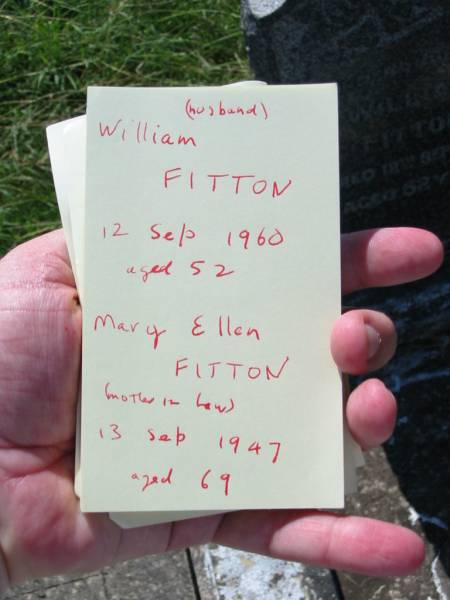 (husband)
William
FITTON
12 Sep 1960
aged 52
Mary Ellen
FITTON
(mother in law)
13 Sep 1947
aged 69
FITTON